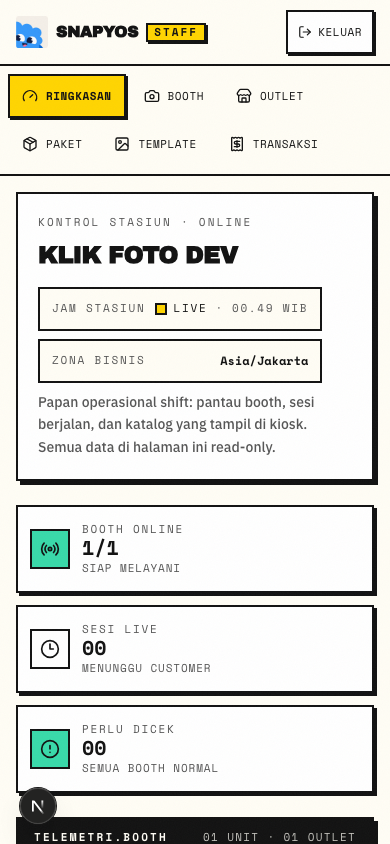 SNAPYOS STAFF KELUAR
RINGKASAN BOOTH OUTLET
PAKET TEMPLATE TRANSAKSI
KONTROL STASIUN · ONLINE
KLIK FOTO DEV
JAM STASIUN LIVE · 00.49 WIB
ZONA BISNIS Asia/Jakarta
Papan operasional shift: pantau booth, sesi
berjalan, dan katalog yang tampil di kiosk.
Semua data di halaman ini read-only.
BOOTH ONLINE
1/1
SIAP MELAYANI
SESI LIVE
00
MENUNGGU CUSTOMER
PERLU DICEK
00
SEMUA BOOTH NORMAL
N
TELEMETRI.BOOTH 01 UNIT · 01 OUTLET